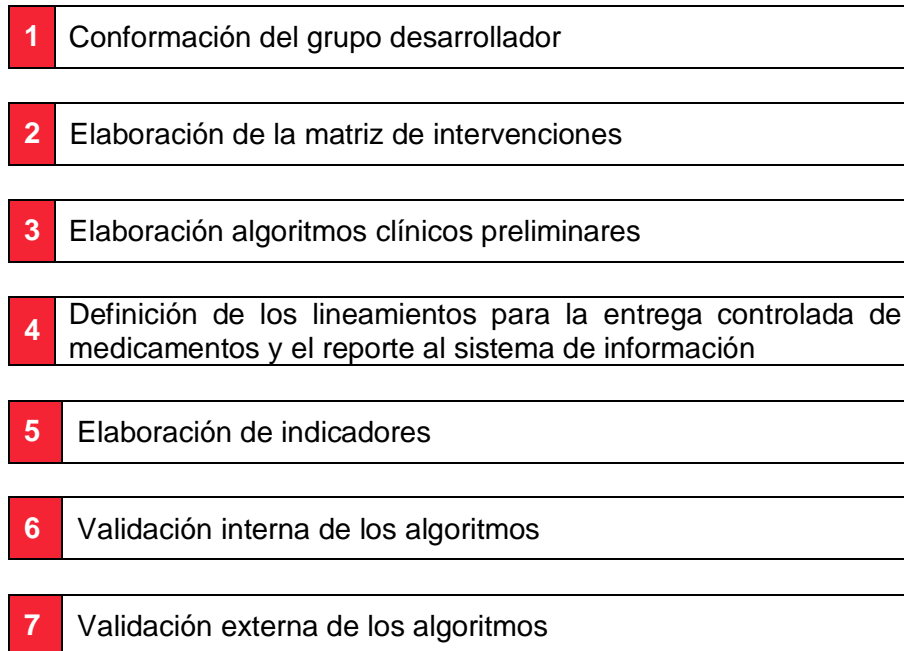 1 Conformación del grupo desarrollador
2 Elaboración de la matriz de intervenciones
3 Elaboración algoritmos clínicos preliminares
4 Definición de los lineamientos para la entrega controlada de
medicamentos y el reporte al sistema de información
5 Elaboración de indicadores
6 Validación interna de los algoritmos
7 Validación externa de los algoritmos